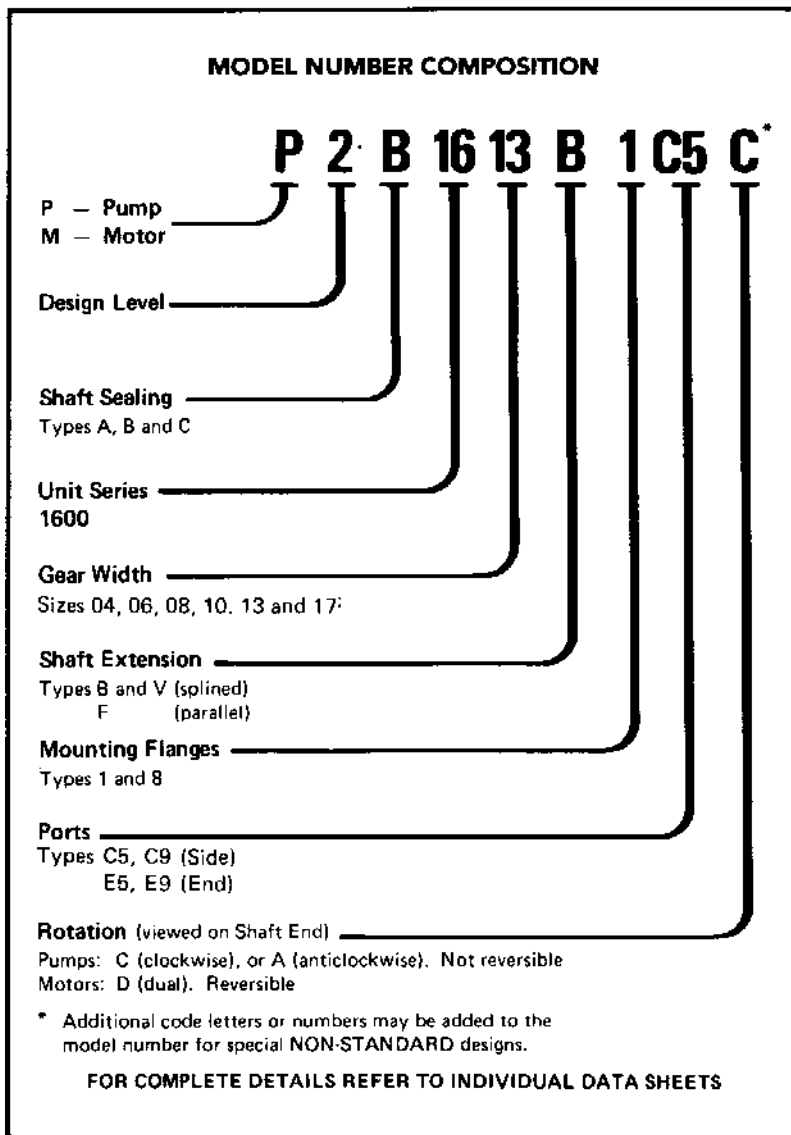 MODEL NUMBER COMPOSITION
P 2 B 16 13 B 1 C5 C*
P – Pump
M – Motor
Design Level
Shaft Sealing
Types A, B and C
Unit Series
1600
Gear Width
Sizes 04, 06, 08, 10. 13 and 17
Shaft Extension
Types B and V (splined)
F (parallel)
Mounting Flanges
Types 1 and 8
Ports
Types C5, C9 (Side)
E5, E9 (End)
Rotation (viewed on Shaft End)
Pumps: C (clockwise), or A (anticlockwise). Not reversible
Motors: D (dual). Reversible
* Additional code letters or numbers may be added to the
model number for special NON-STANDARD designs.
FOR COMPLETE DETAILS REFER TO INDIVIDUAL DATA SHEETS